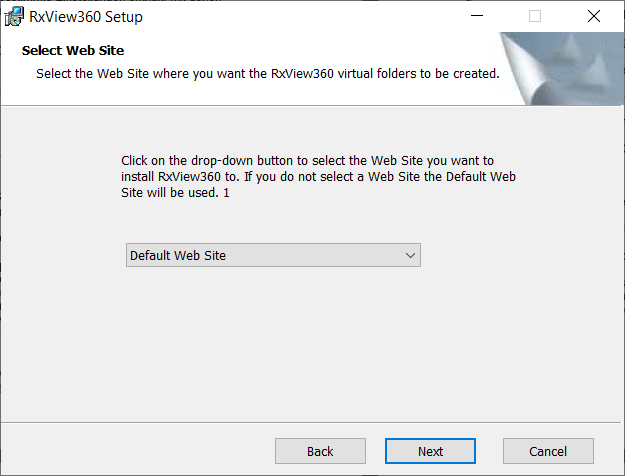 RxView360 Setup
Select Web Site
Select the Web Site where you want the RxView360 virtual folders to be created.
Click on the drop-down button to select the Web Site you want to
install RxView360 to. If you do not select a Web Site the Default Web
Site will be used. 1
Default Web Site
Back
Next
Cancel